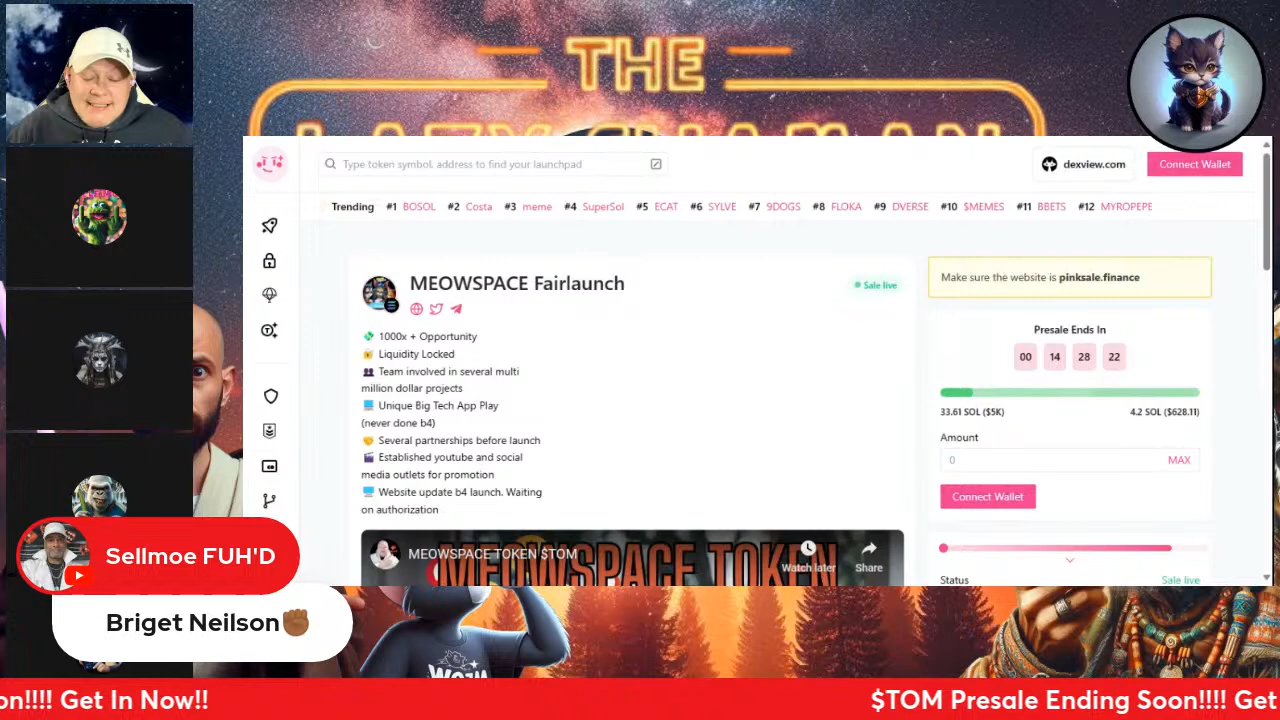 THE
LAZY SHAMAN
Type token symbol, address to find your launchpad
dexview.com
Connect Wallet
Trending #1 BOSOL #2 Costa #3 meme #4 SuperSol #5 ECAT #6 SYLVE #7 9DOGS #8 FLOKA #9 DVERSE #10 $MEMES #11 BBETS #12 MYROPEPE
MEOWSPACE Fairlaunch
Sale live
💸 1000x + Opportunity
🔐 Liquidity Locked
👥 Team involved in several multi
million dollar projects
💻 Unique Big Tech App Play
(never done b4)
🤝 Several partnerships before launch
🎬 Established youtube and social
media outlets for promotion
💻 Website update b4 launch. Waiting
on authorization
MEOWSPACE TOKEN $TOM
MEOWSPACE TOKEN
Watch later
Share
Make sure the website is pinksale.finance
Presale Ends In
00 14 28 22
33.61 SOL ($5K)
4.2 SOL ($628.11)
Amount
0
MAX
Connect Wallet
Status
Sale live
Sellmoe FUH'D
Briget Neilson✊🏾
on!!!! Get In Now!!
$TOM Presale Ending Soon!!!! Get